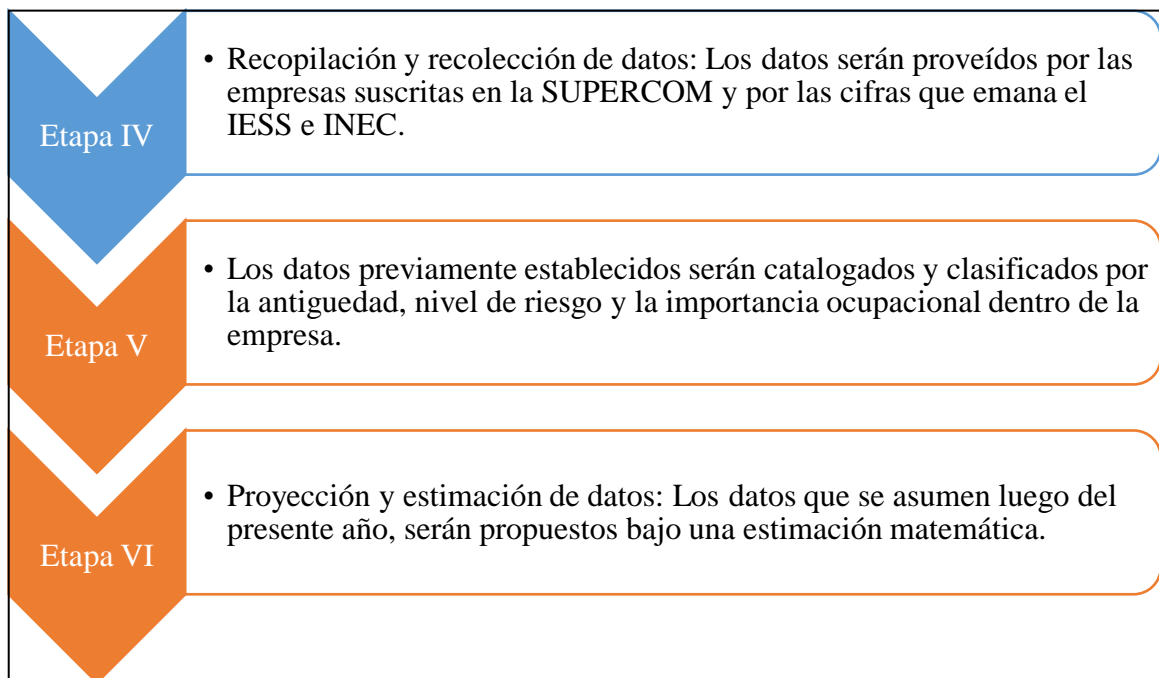 Etapa IV
• Recopilación y recolección de datos: Los datos serán proveídos por las
empresas suscritas en la SUPERCOM y por las cifras que emana el
IESS e INEC.
Etapa V
• Los datos previamente establecidos serán catalogados y clasificados por
la antiguedad, nivel de riesgo y la importancia ocupacional dentro de la
empresa.
Etapa VI
• Proyección y estimación de datos: Los datos que se asumen luego del
presente año, serán propuestos bajo una estimación matemática.